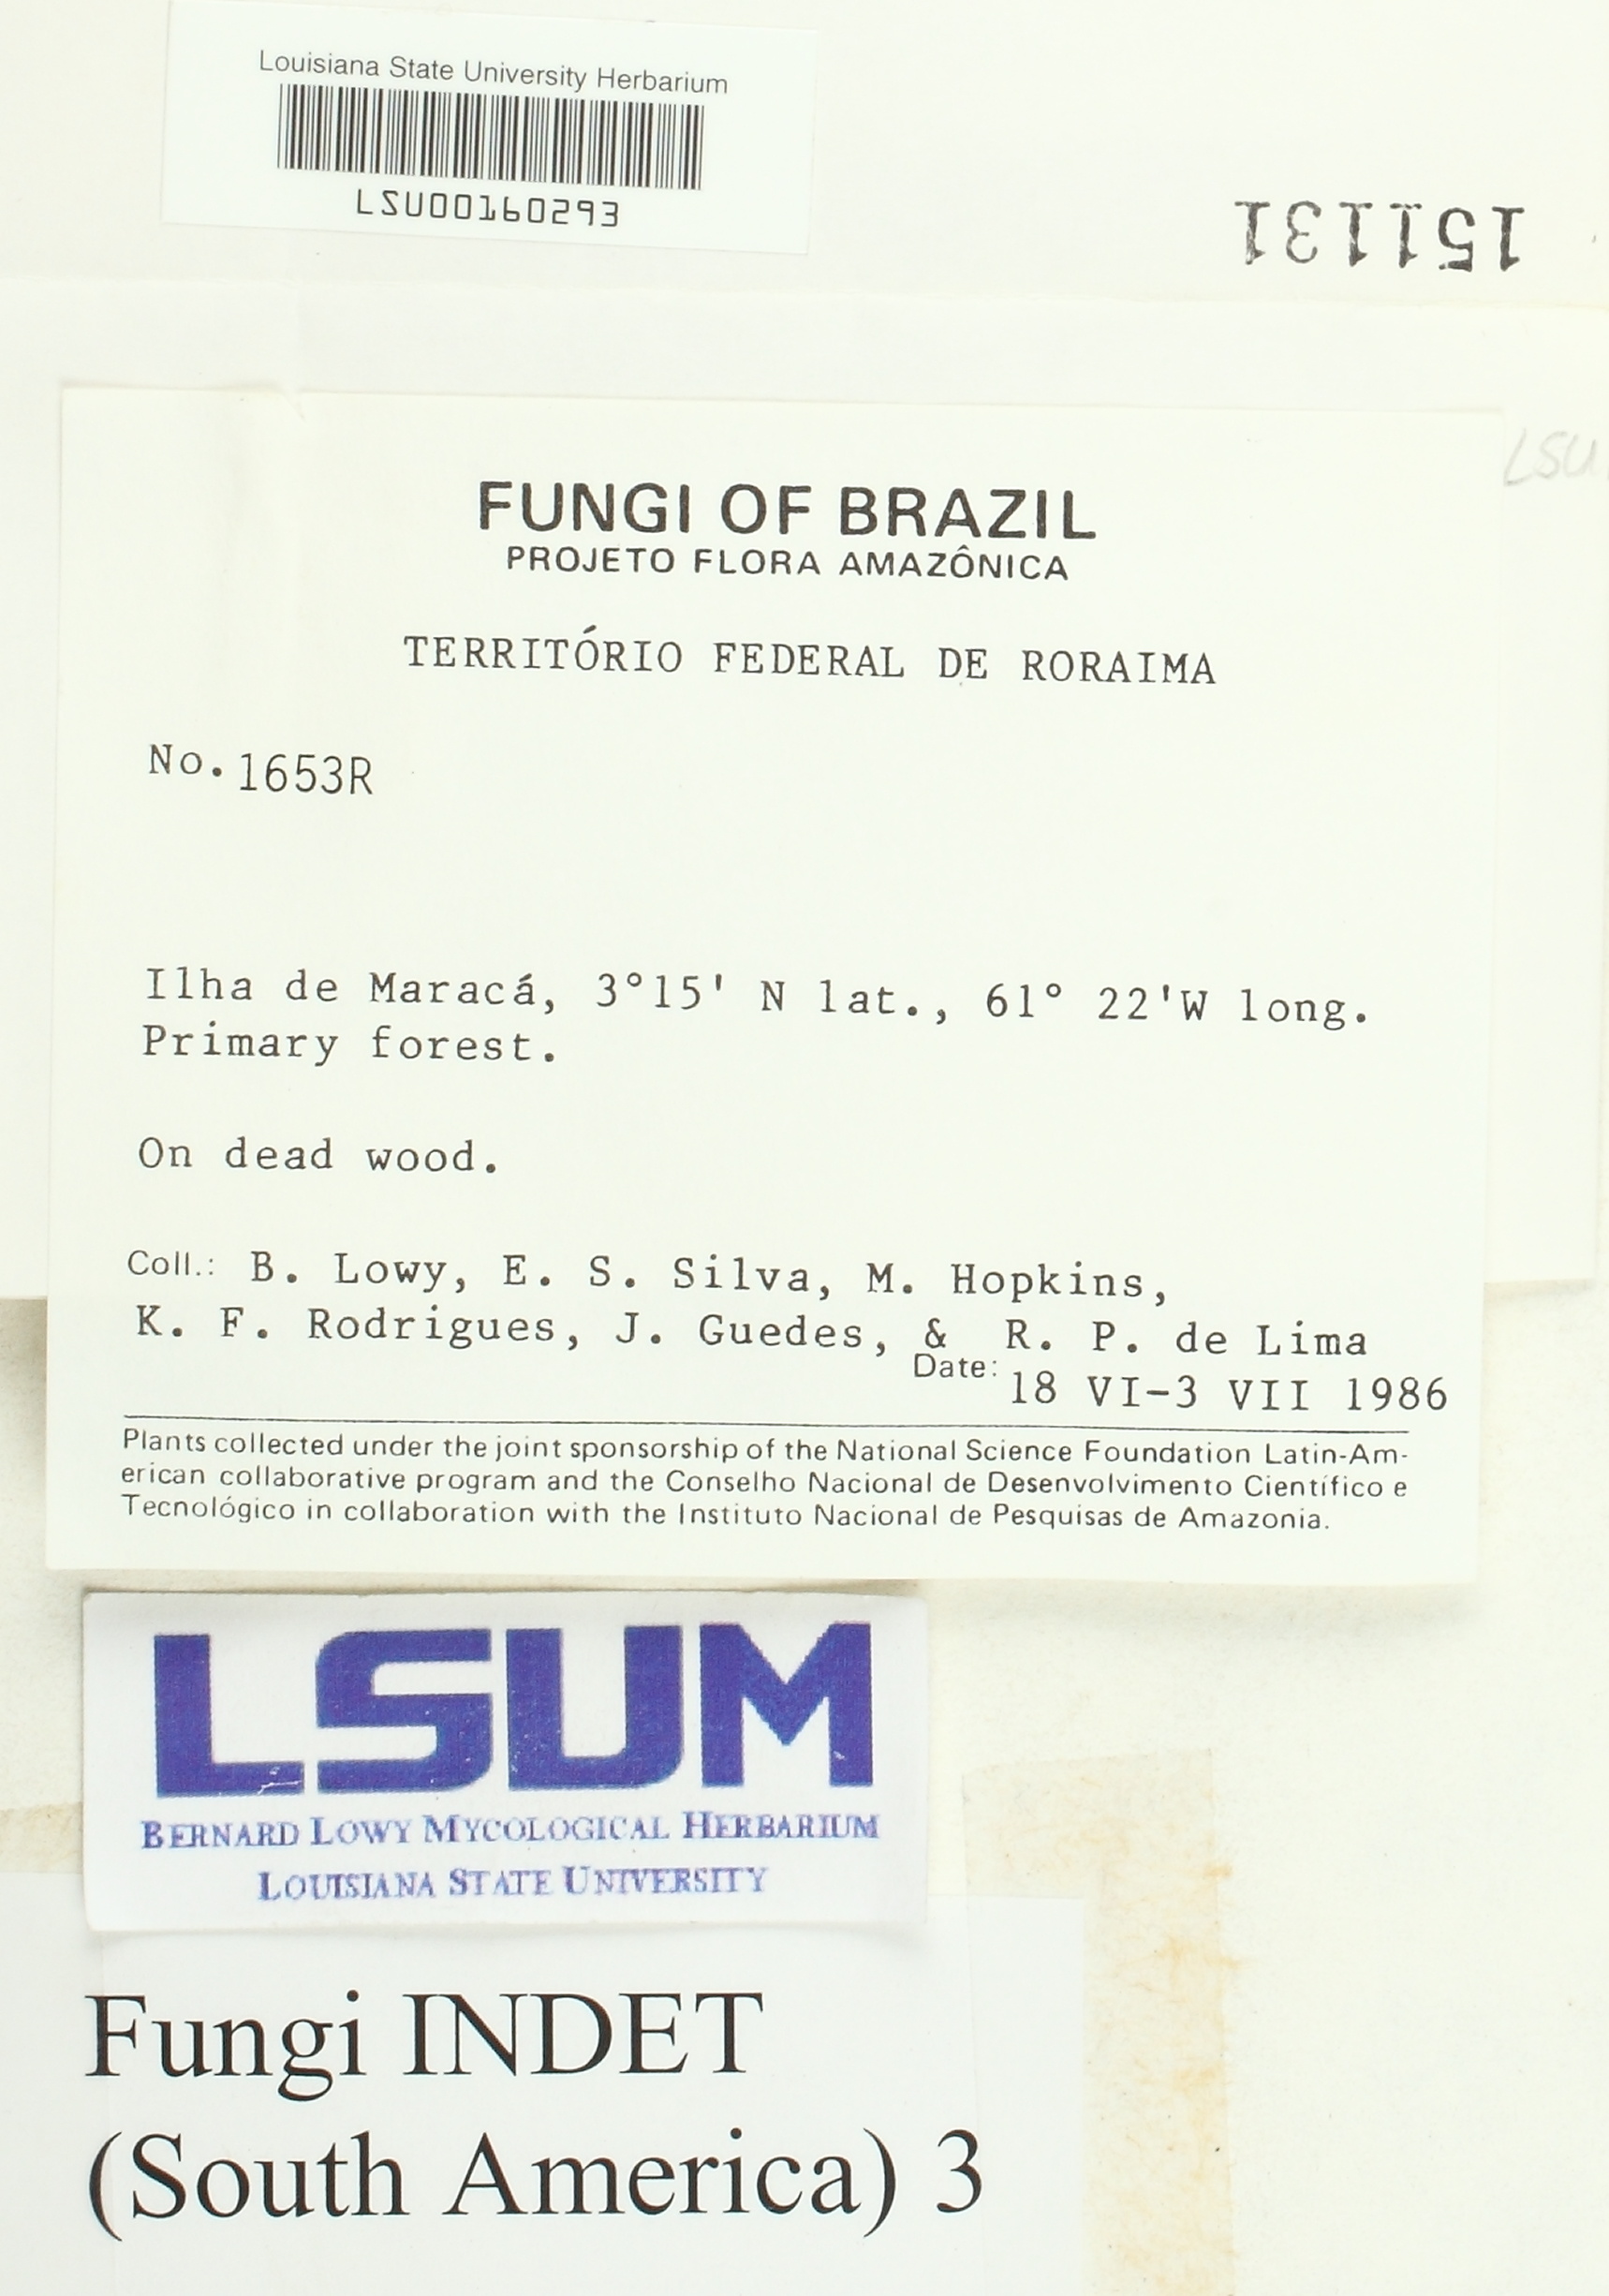 Louisiana State University Herbarium
LSU00160293
151131
LSU
FUNGI OF BRAZIL
PROJETO FLORA AMAZÔNICA
TERRITÓRIO FEDERAL DE RORAIMA
No. 1653R
Ilha de Maracá, 3°15' N lat., 61° 22'W long.
Primary forest.
On dead wood.
Coll.: B. Lowy, E. S. Silva, M. Hopkins,
K. F. Rodrigues, J. Guedes, & R. P. de Lima
Date: 18 VI-3 VII 1986
Plants collected under the joint sponsorship of the National Science Foundation Latin-Am-
erican collaborative program and the Conselho Nacional de Desenvolvimento Científico e
Tecnológico in collaboration with the Instituto Nacional de Pesquisas de Amazonia.
LSUM
BERNARD LOWY MYCOLOGICAL HERBARIUM
LOUISIANA STATE UNIVERSITY
Fungi INDET
(South America) 3